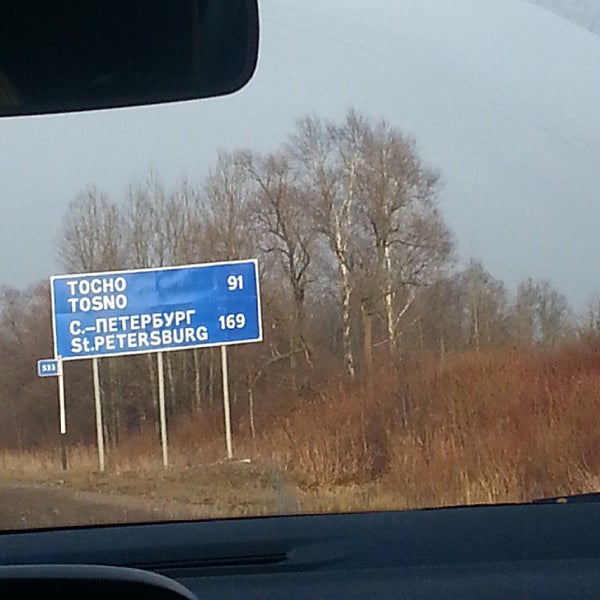 ТОСНО 91
TOSNO
С.–ПЕТЕРБУРГ 169
St.PETERSBURG
531